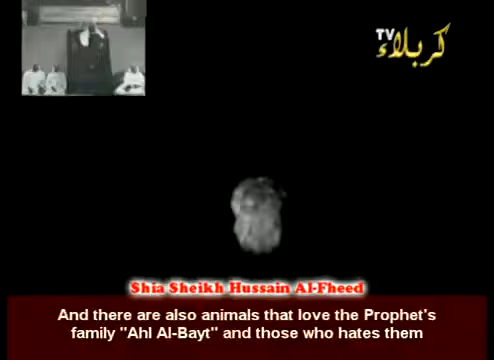 TV
كربلاء
Shia Sheikh Hussain Al-Fheed
And there are also animals that love the Prophet's
family "Ahl Al-Bayt" and those who hates them